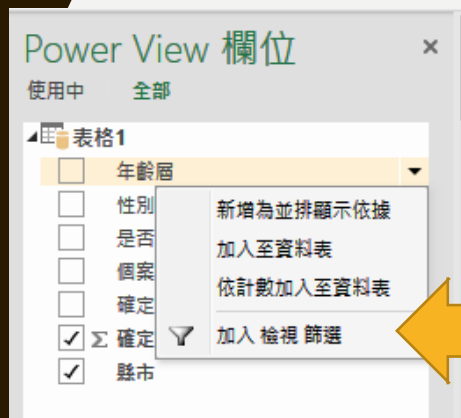 Power View 欄位 ×
使用中 全部
表格1
年齡層
性別
是否
個案
確定
Σ 確定
縣市
新增為並排顯示依據
加入至資料表
依計數加入至資料表
加入 檢視 篩選